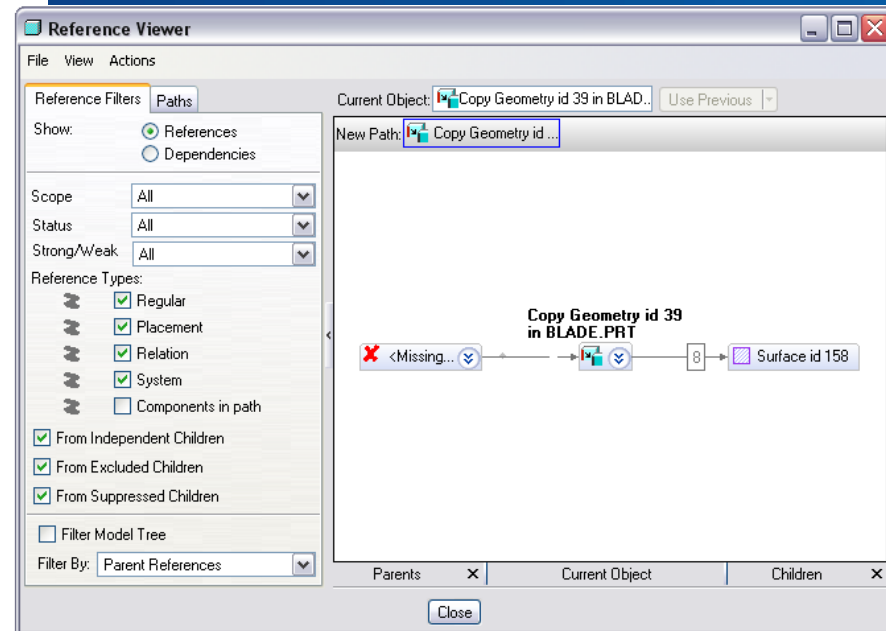 Reference Viewer
File View Actions
Reference Filters Paths
Current Object: Copy Geometry id 39 in BLAD.. Use Previous
Show: References
Dependencies
New Path: Copy Geometry id ...
Scope All
Status All
Strong/Weak All
Reference Types:
Regular
Placement
Relation
System
Components in path
From Independent Children
From Excluded Children
From Suppressed Children
Filter Model Tree
Filter By: Parent References
Copy Geometry id 39
in BLADE.PRT
<Missing... 8 Surface id 158
Parents X Current Object Children X
Close